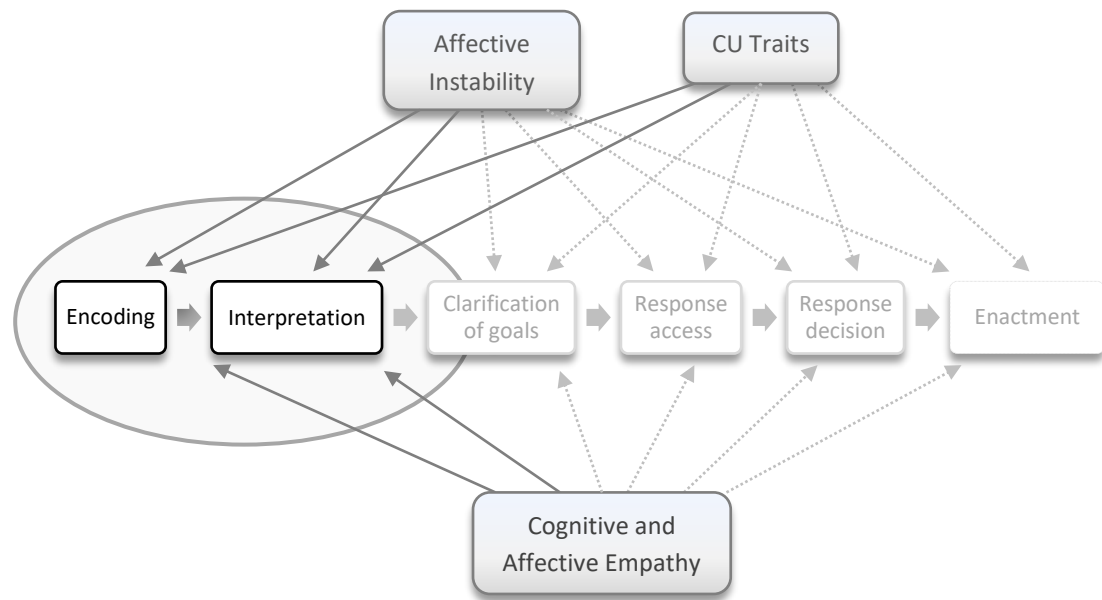 Affective
Instability
CU Traits
Encoding
Interpretation
Clarification
of goals
Response
access
Response
decision
Enactment
Cognitive and
Affective Empathy